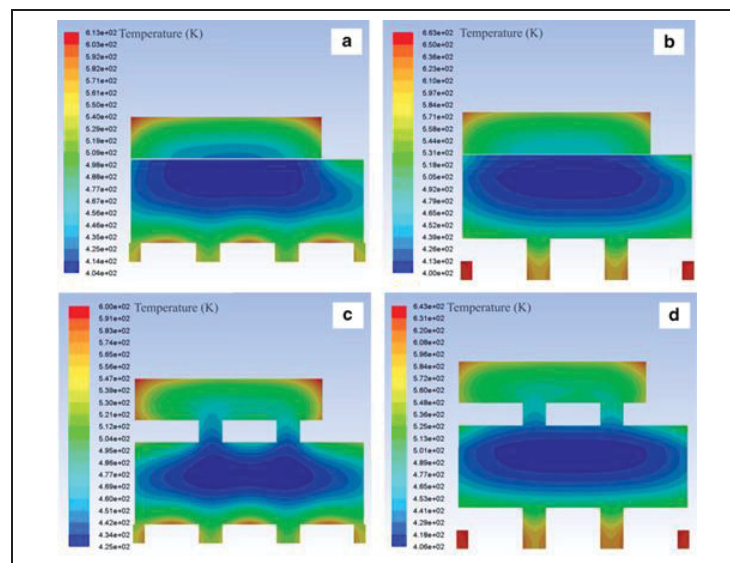 6.13e+02 Temperature (K) a
6.03e+02
5.92e+02
5.82e+02
5.71e+02
5.61e+02
5.50e+02
5.40e+02
5.29e+02
5.19e+02
5.09e+02
4.98e+02
4.88e+02
4.77e+02
4.67e+02
4.56e+02
4.46e+02
4.35e+02
4.25e+02
4.14e+02
4.04e+02
6.63e+02 Temperature (K) b
6.50e+02
6.36e+02
6.23e+02
6.10e+02
5.97e+02
5.84e+02
5.71e+02
5.58e+02
5.44e+02
5.31e+02
5.18e+02
5.05e+02
4.92e+02
4.79e+02
4.65e+02
4.52e+02
4.39e+02
4.26e+02
4.13e+02
4.00e+02
6.00e+02 Temperature (K) c
5.91e+02
5.83e+02
5.74e+02
5.65e+02
5.56e+02
5.47e+02
5.39e+02
5.30e+02
5.21e+02
5.12e+02
5.04e+02
4.95e+02
4.86e+02
4.77e+02
4.69e+02
4.60e+02
4.51e+02
4.42e+02
4.34e+02
4.25e+02
6.43e+02 Temperature (K) d
6.31e+02
6.20e+02
6.08e+02
5.96e+02
5.84e+02
5.72e+02
5.60e+02
5.48e+02
5.36e+02
5.25e+02
5.13e+02
5.01e+02
4.89e+02
4.77e+02
4.65e+02
4.53e+02
4.41e+02
4.29e+02
4.18e+02
4.06e+02